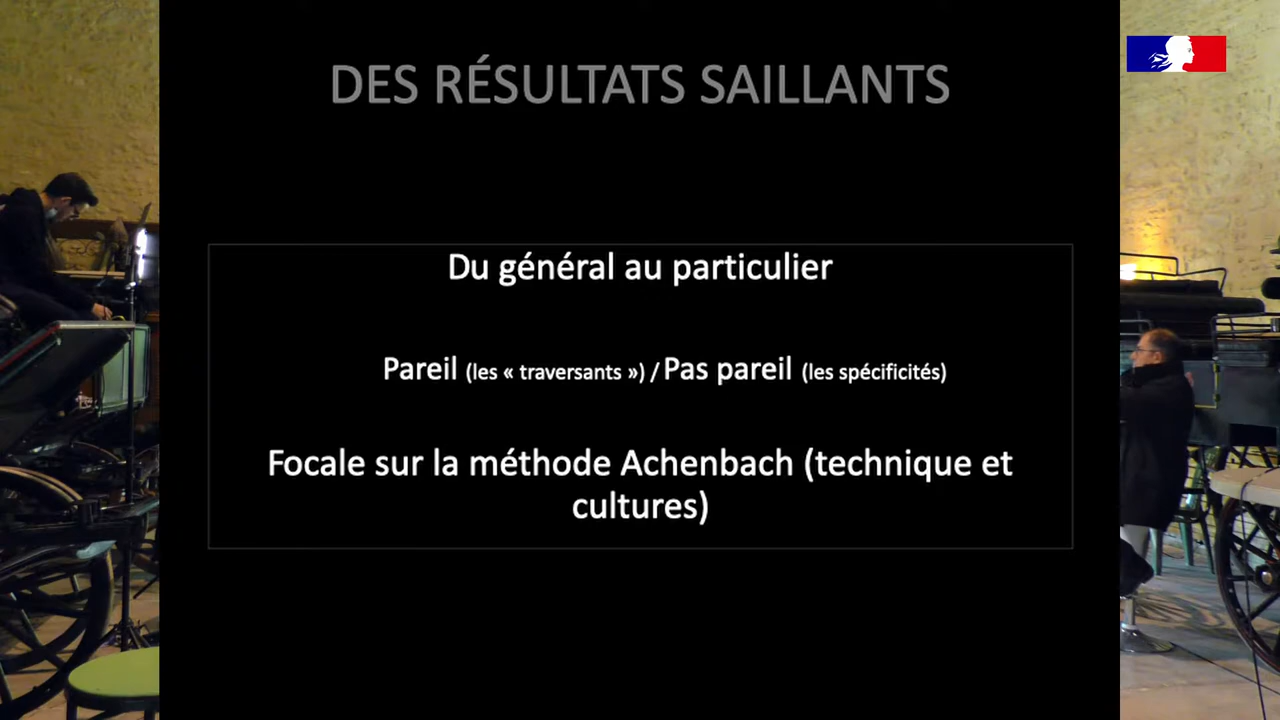 DES RÉSULTATS SAILLANTS
Du général au particulier
Pareil (les « traversants ») / Pas pareil (les spécificités)
Focale sur la méthode Achenbach (technique et
cultures)